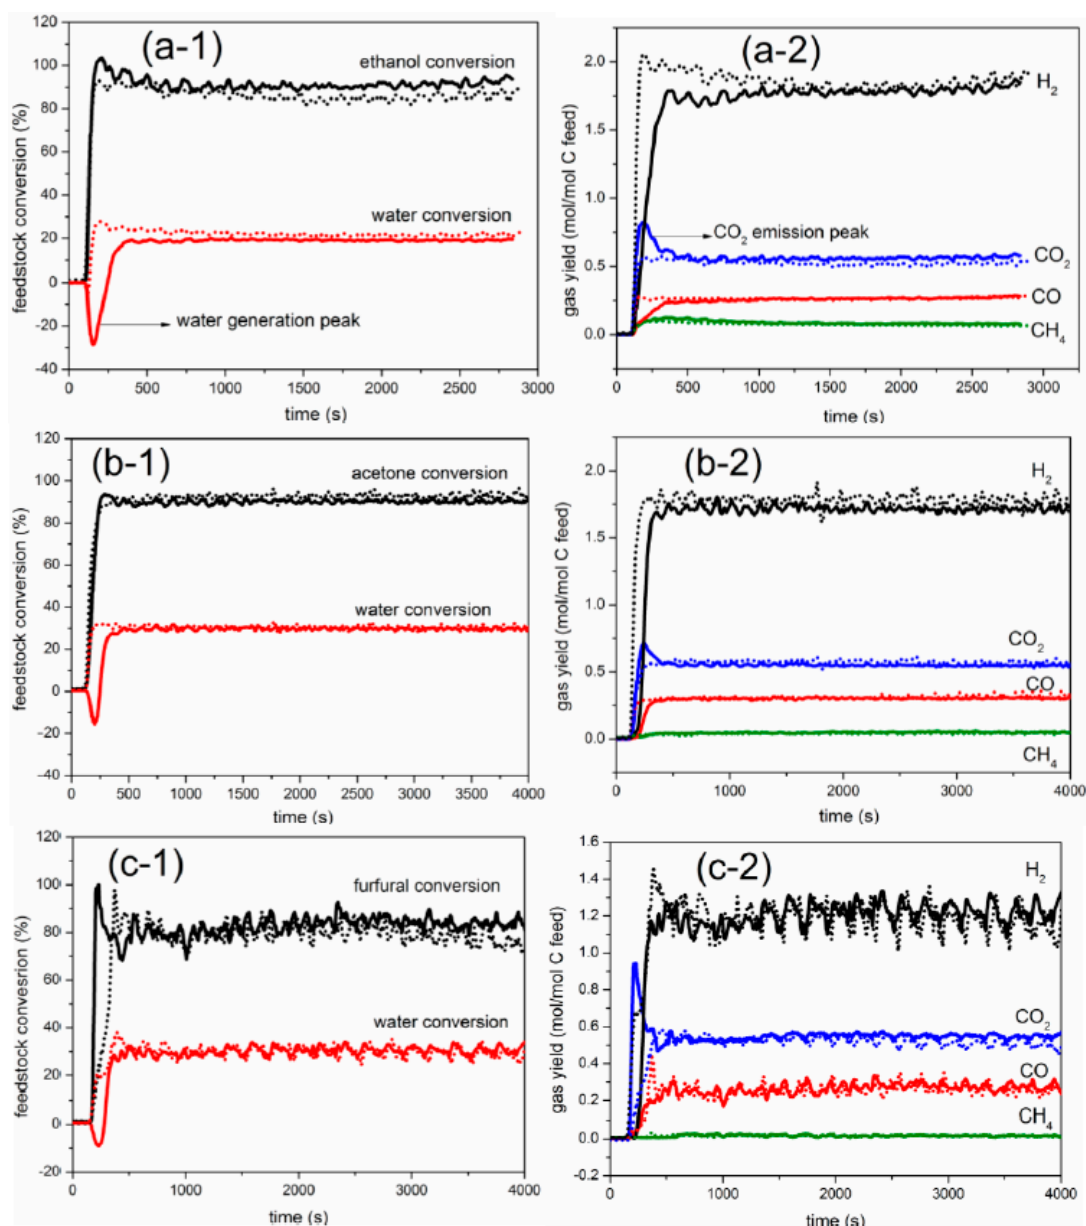 (a-1)
ethanol conversion
water conversion
water generation peak
feedstock conversion (%)
120
100
80
60
40
20
0
-20
-40
0
500
1000
1500
2000
2500
3000
time (s)
(a-2)
H2
CO2 emission peak
CO2
CO
CH4
gas yield (mol/mol C feed)
2.0
1.5
1.0
0.5
0.0
0
500
1000
1500
2000
2500
3000
time (s)
(b-1)
acetone conversion
water conversion
feedstock conversion (%)
120
100
80
60
40
20
0
-20
-40
0
500
1000
1500
2000
2500
3000
3500
4000
time (s)
(b-2)
H2
CO2
CO
CH4
gas yield (mol/mol C feed)
2.0
1.5
1.0
0.5
0.0
0
1000
2000
3000
4000
time (s)
(c-1)
furfural conversion
water conversion
feedstock convesrion (%)
120
100
80
60
40
20
0
-20
0
1000
2000
3000
4000
time (s)
(c-2)
H2
CO2
CO
CH4
gas yield (mol/mol C feed)
1.6
1.4
1.2
1.0
0.8
0.6
0.4
0.2
0.0
-0.2
0
1000
2000
3000
4000
time (s)